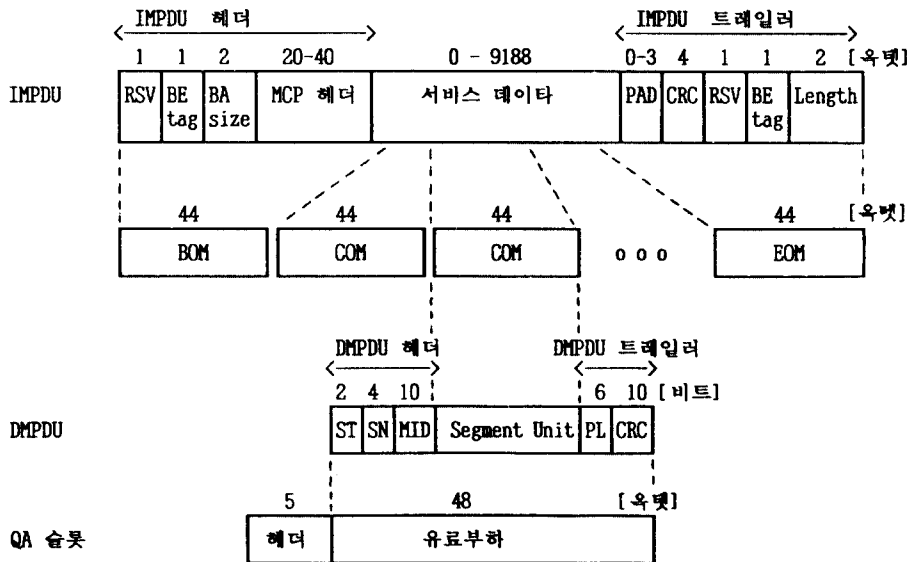 IMPDU 헤더 IMPDU 트레일러
1 1 2 20-40 0 - 9188 0-3 4 1 1 2 [옥텟]
IMPDU RSV BE tag BA size MCP 헤더 서비스 데이타 PAD CRC RSV BE tag Length
44 44 44 44 [옥텟]
BOM COM COM o o o EOM
DMPDU 헤더 DMPDU 트레일러
2 4 10 6 10 [비트]
DMPDU ST SN MID Segment Unit PL CRC
5 48 [옥텟]
QA 슬롯 헤더 유료부하